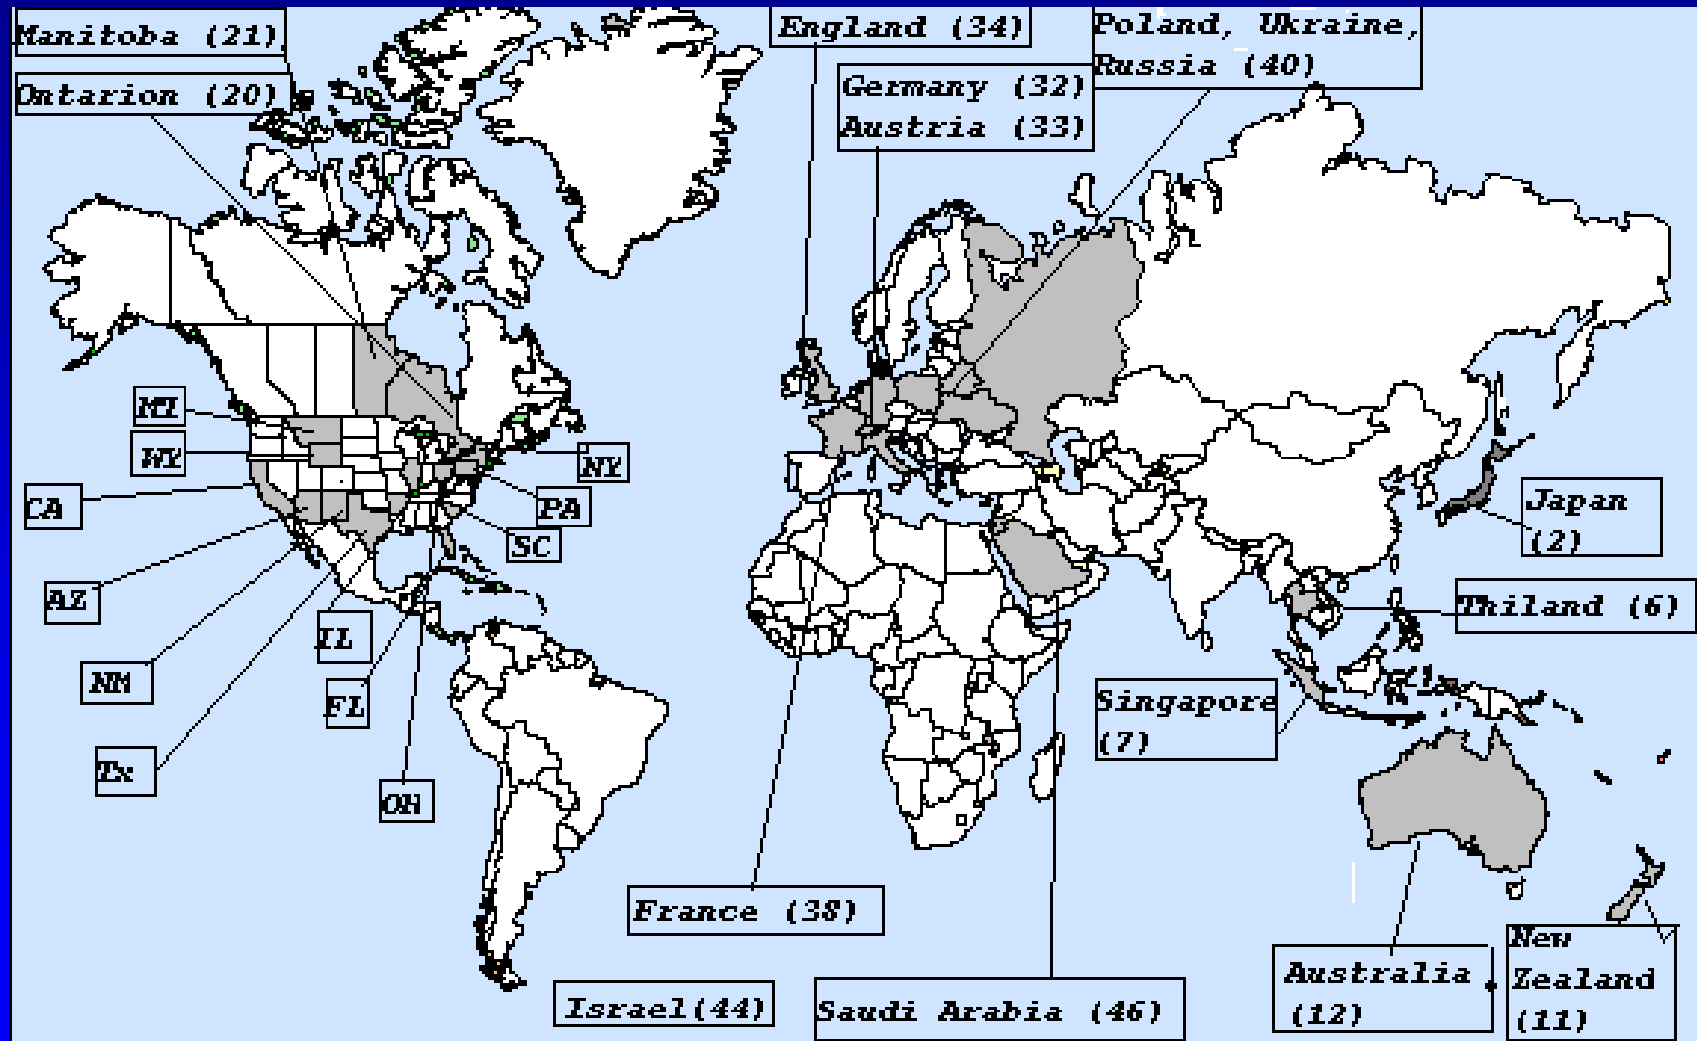 Manitoba (21)
Ontarion (20)
England (34)
Poland, Ukraine,
Russia (40)
Germany (32)
Austria (33)
MT
WY
CA
AZ
NM
Tx
IL
FL
OH
NY
PA
SC
Japan
(2)
Thiland (6)
Singapore
(7)
France (38)
Israel(44)
Saudi Arabia (46)
Australia
(12)
New
Zealand
(11)